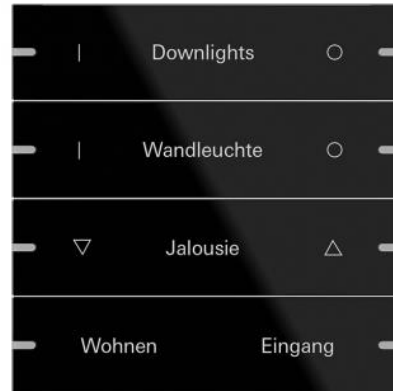 | Downlights ○
| Wandleuchte ○
▽ Jalousie △
Wohnen Eingang